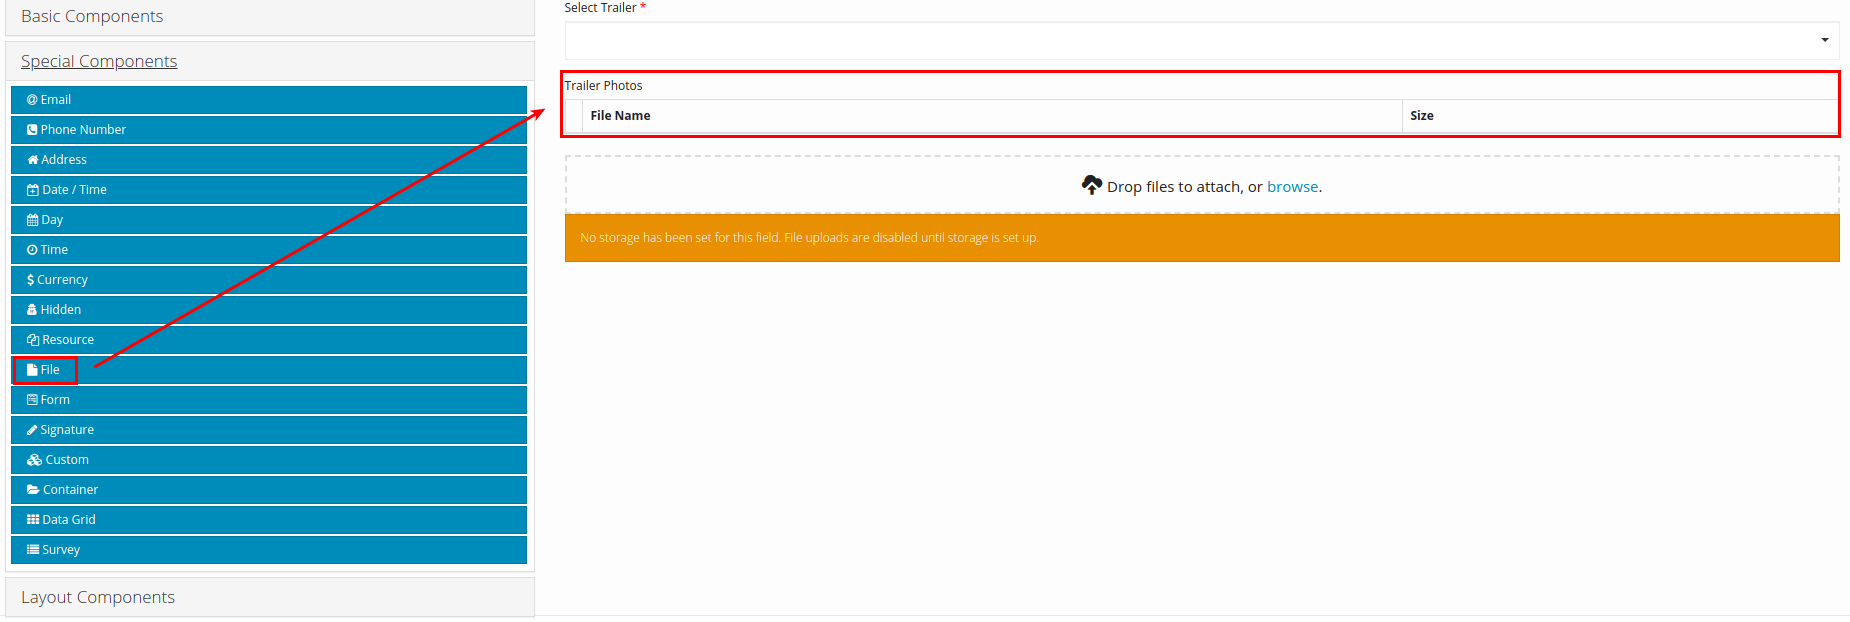 Basic Components
Special Components
Email
Phone Number
Address
Date / Time
Day
Time
$ Currency
Hidden
Resource
File
Form
Signature
Custom
Container
Data Grid
Survey
Layout Components
Select Trailer *
Trailer Photos
File Name Size
Drop files to attach, or browse.
No storage has been set for this field. File uploads are disabled until storage is set up.